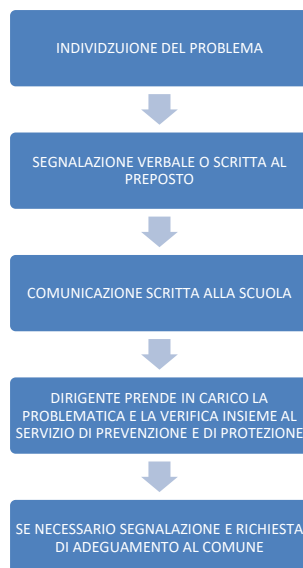 INDIVIDZUIONE DEL PROBLEMA
SEGNALAZIONE VERBALE O SCRITTA AL
PREPOSTO
COMUNICAZIONE SCRITTA ALLA SCUOLA
DIRIGENTE PRENDE IN CARICO LA
PROBLEMATICA E LA VERIFICA INSIEME AL
SERVIZIO DI PREVENZIONE E DI PROTEZIONE
SE NECESSARIO SEGNALAZIONE E RICHIESTA
DI ADEGUAMENTO AL COMUNE